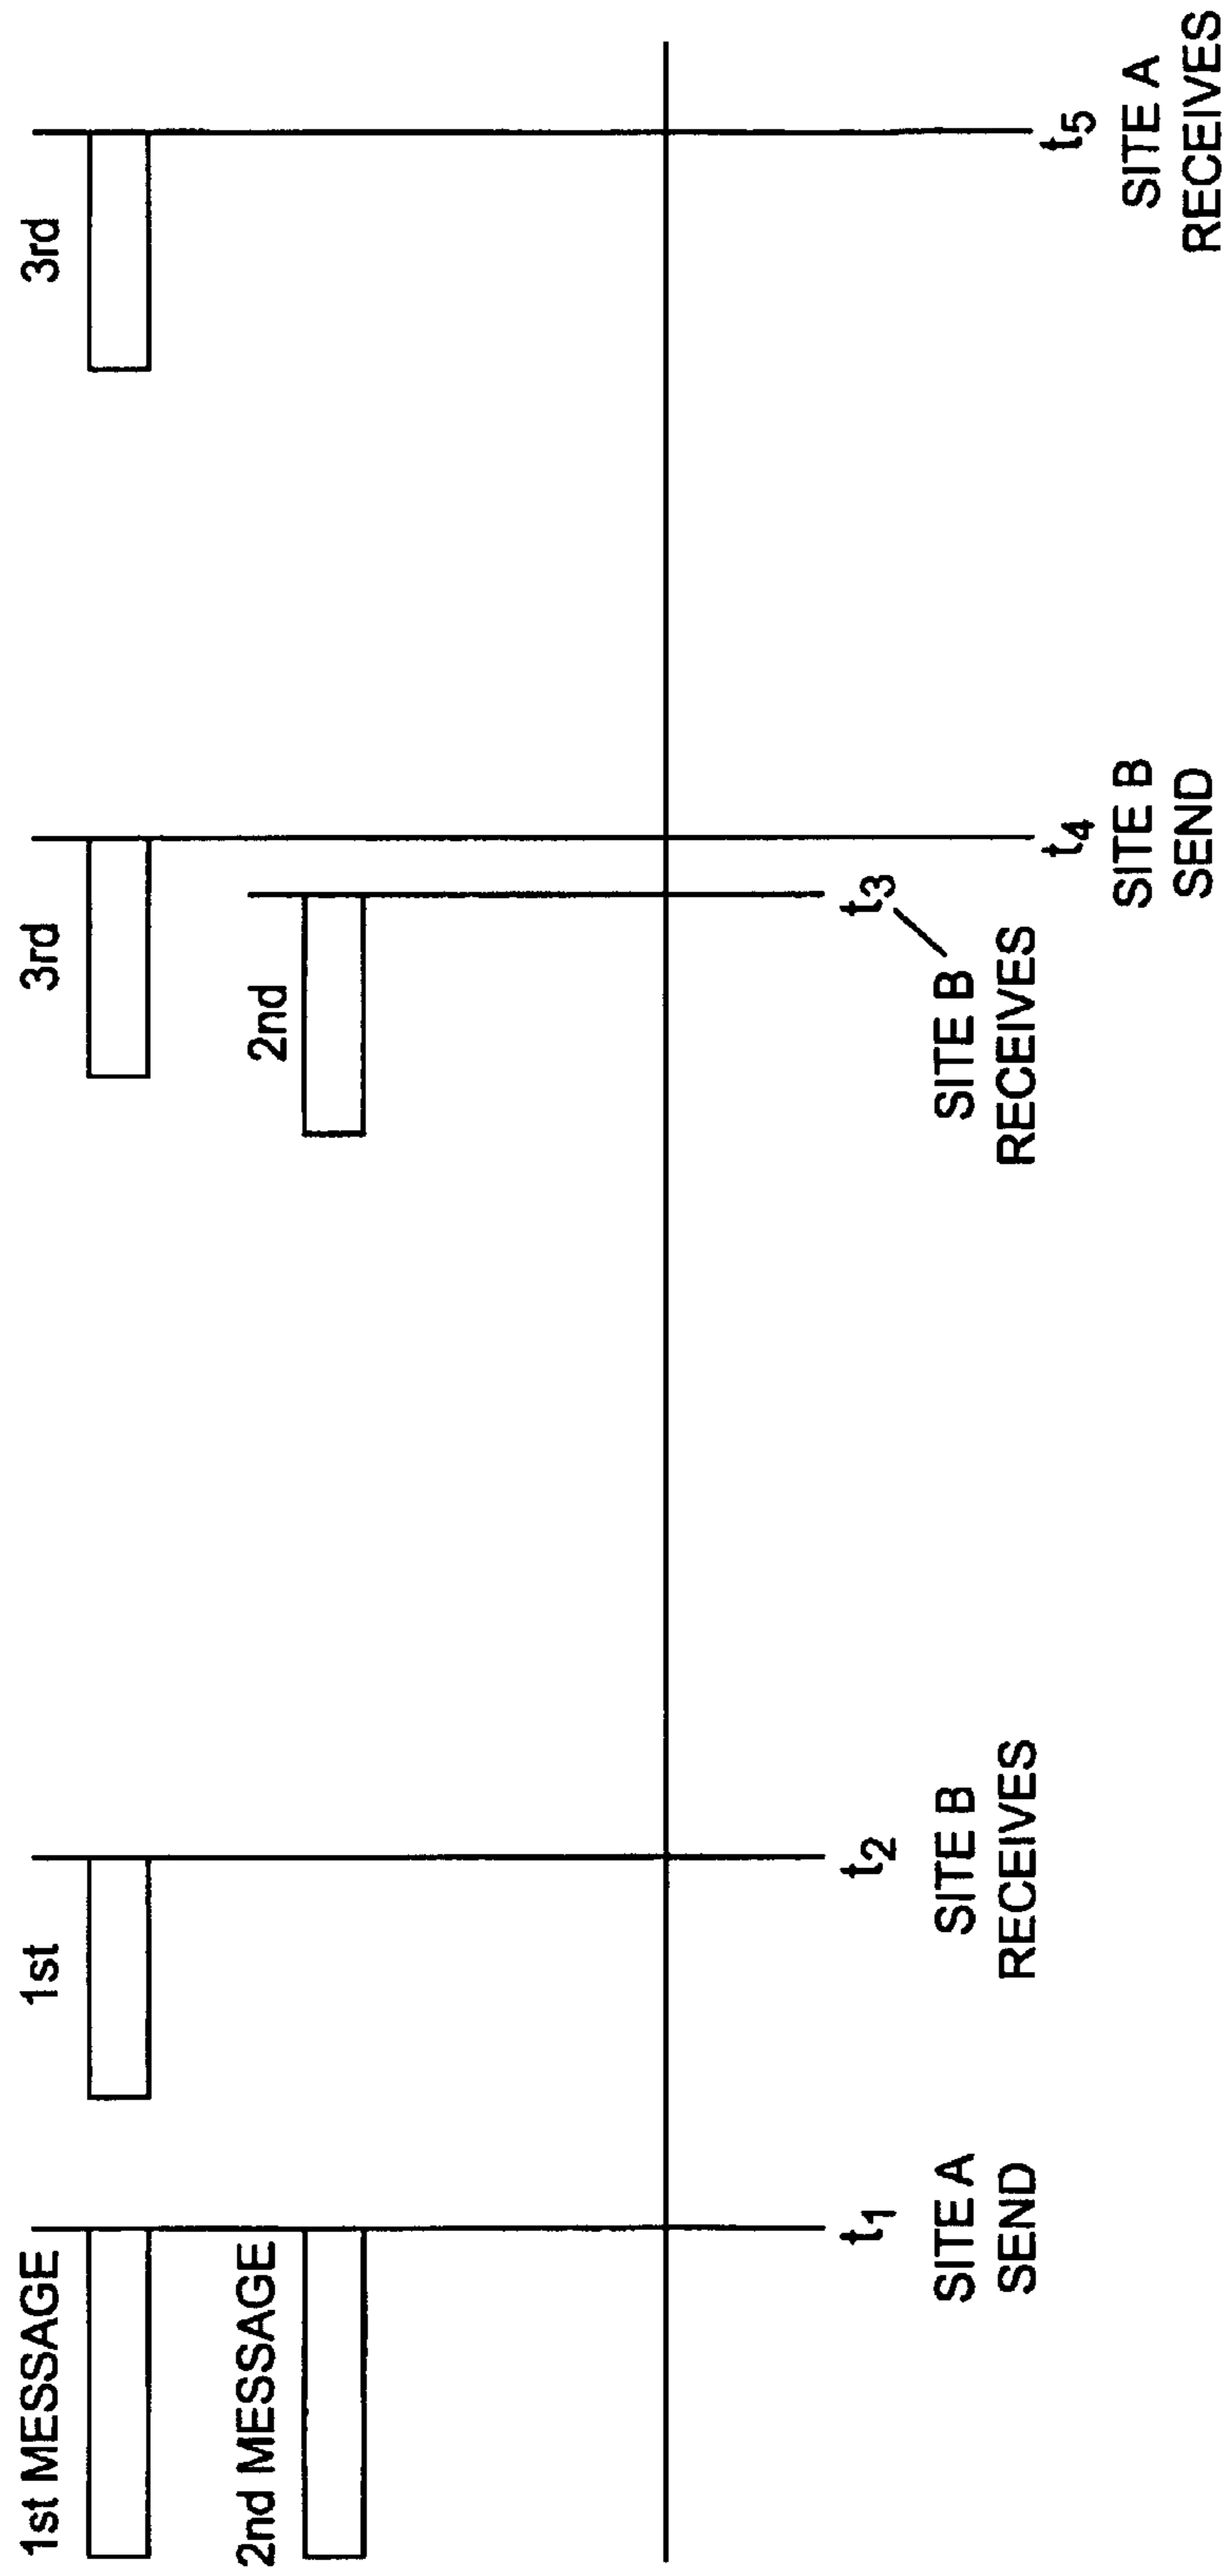 1st MESSAGE
1st
3rd
3rd
2nd MESSAGE
2nd
t1
SITE A
SEND
t2
SITE B
RECEIVES
t3
SITE B
RECEIVES
t4
SITE B
SEND
t5
SITE A
RECEIVES